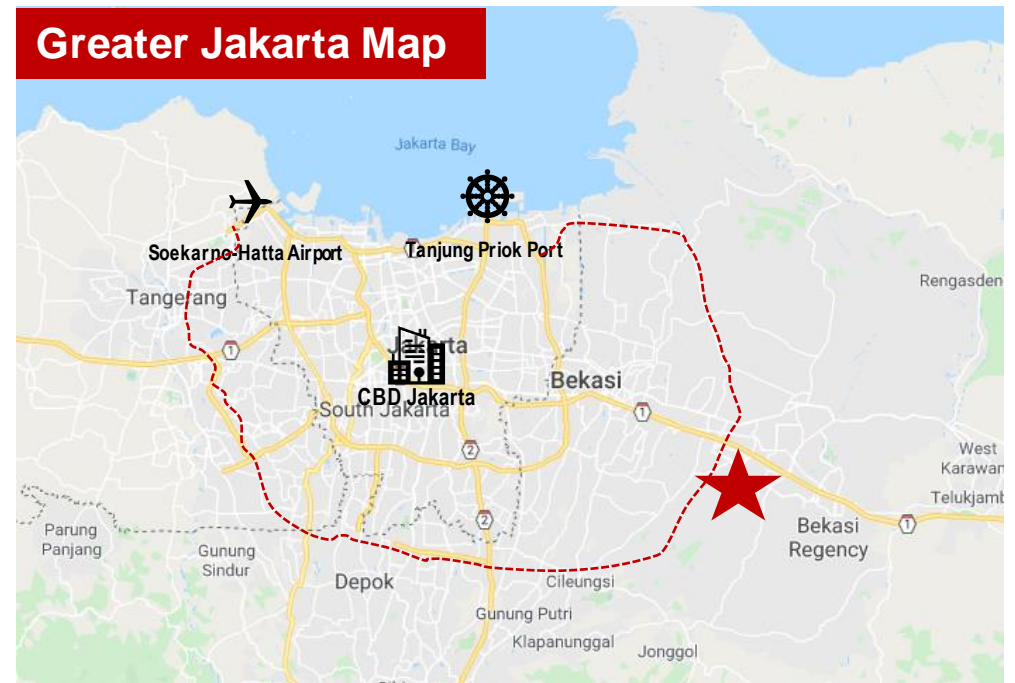 Greater Jakarta Map
Jakarta Bay
Soekarno-Hatta Airport
Tanjung Priok Port
Tangerang
Rengasden
1
Jakarta
Bekasi
CBD Jakarta
South Jakarta
1
2
West
Karawan
Telukjamb
2
1
Bekasi
Regency
Parung
Panjang
Gunung
Sindur
Depok
Cileungsi
Gunung Putri
Klapanunggal
Jonggol